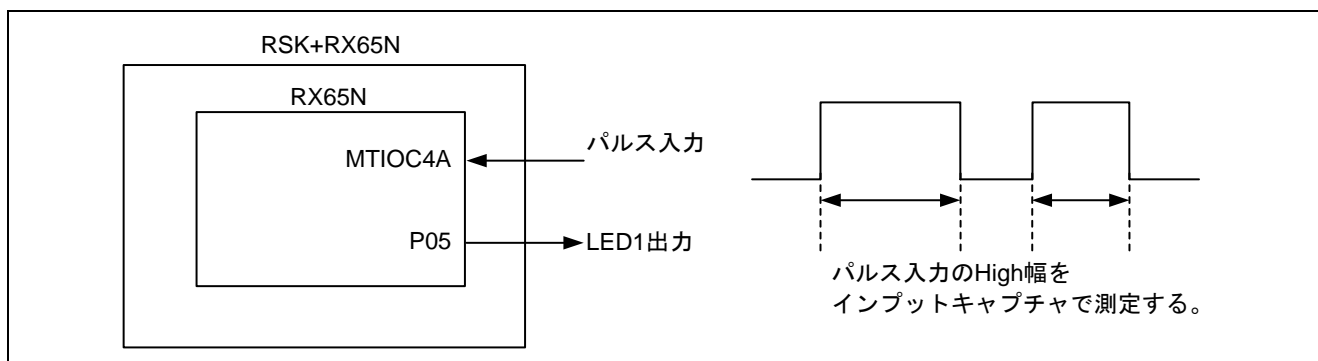 RSK+RX65N
RX65N
MTIOC4A
パルス入力
P05
LED1出力
パルス入力のHigh幅を
インプットキャプチャで測定する。